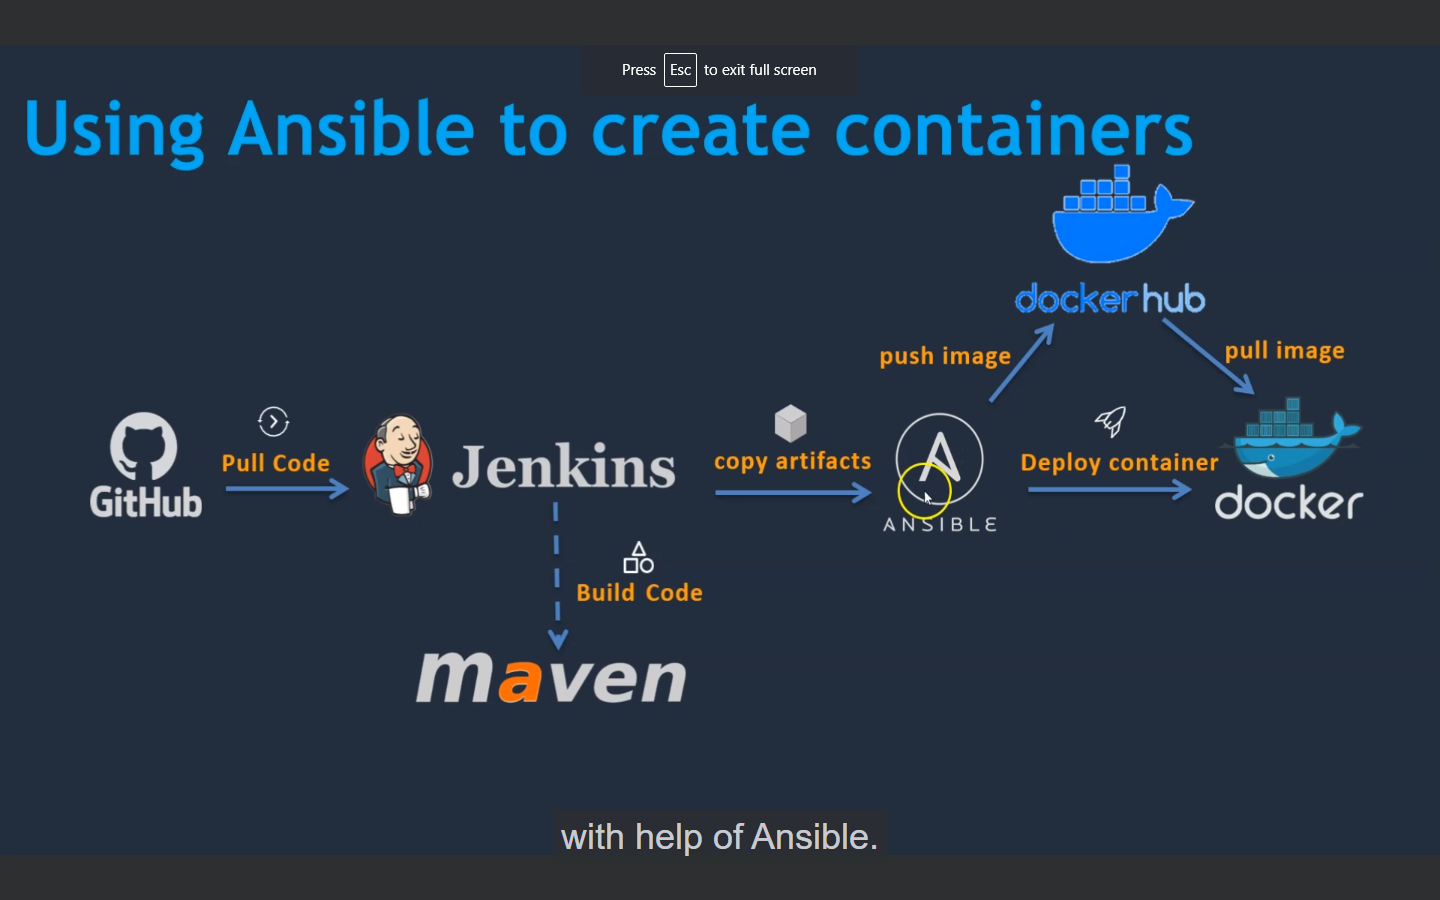 Press Esc to exit full screen
Using Ansible to create containers
docker hub
push image
pull image
Pull Code
GitHub
Jenkins
copy artifacts
A
ANSIBLE
Deploy container
docker
Build Code
maven
with help of Ansible.